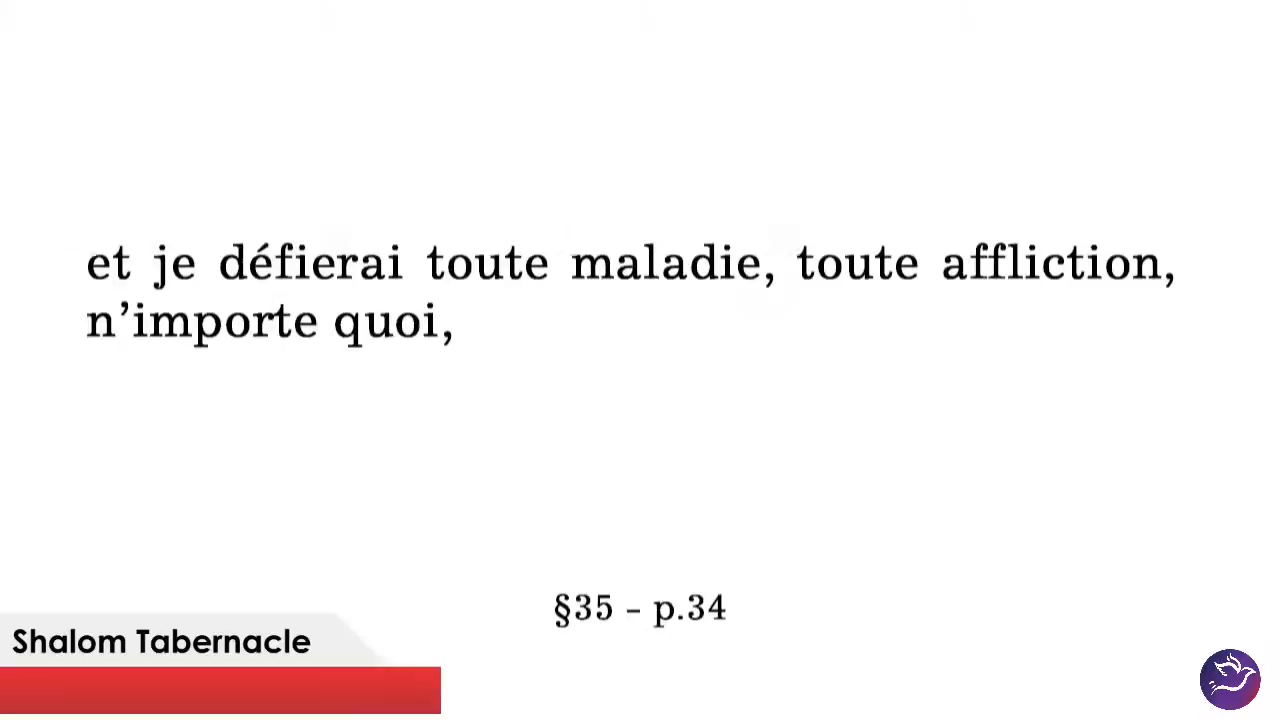 et je défierai toute maladie, toute affliction,
n’importe quoi,
§35 – p.34
Shalom Tabernacle